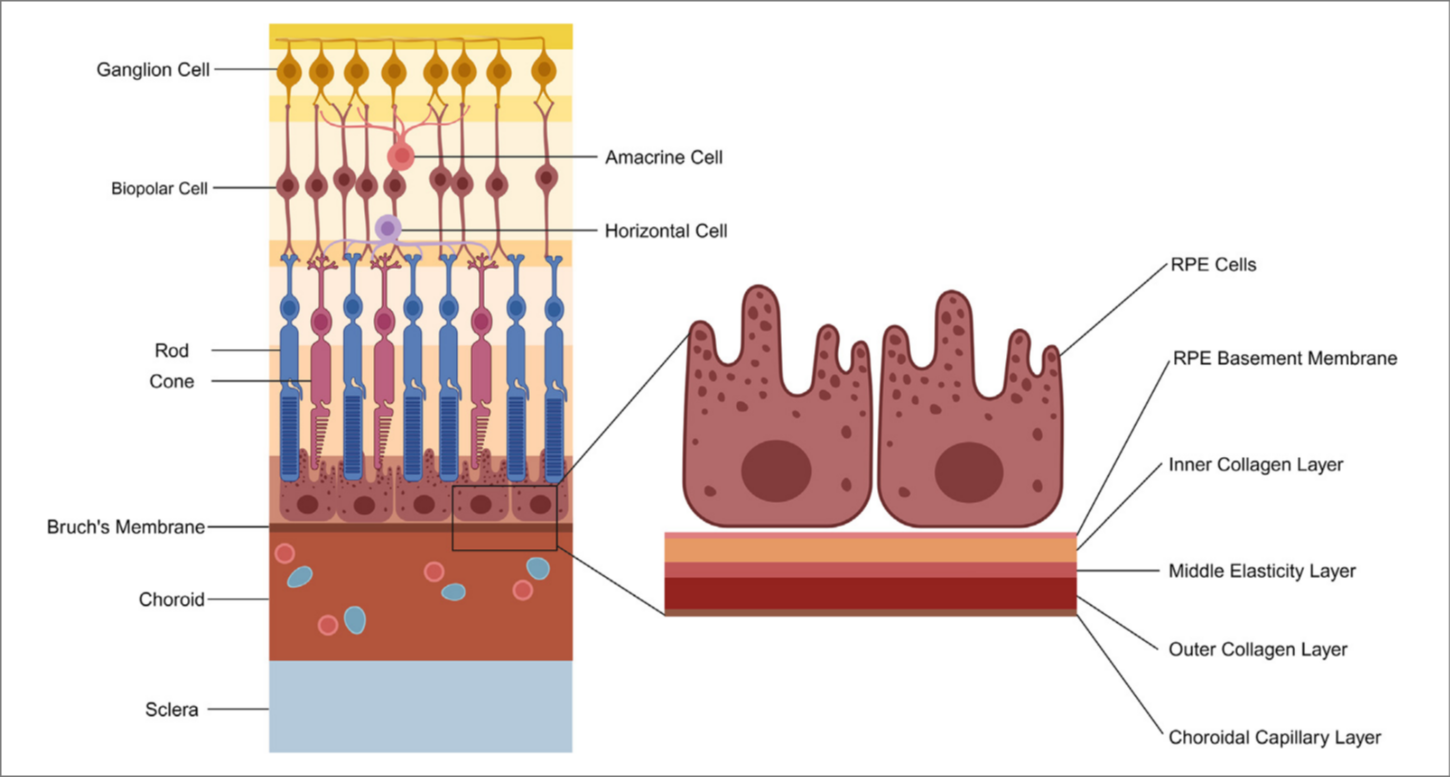 Ganglion Cell
Amacrine Cell
Biopolar Cell
Horizontal Cell
Rod
Cone
Bruch's Membrane
Choroid
Sclera
RPE Cells
RPE Basement Membrane
Inner Collagen Layer
Middle Elasticity Layer
Outer Collagen Layer
Choroidal Capillary Layer